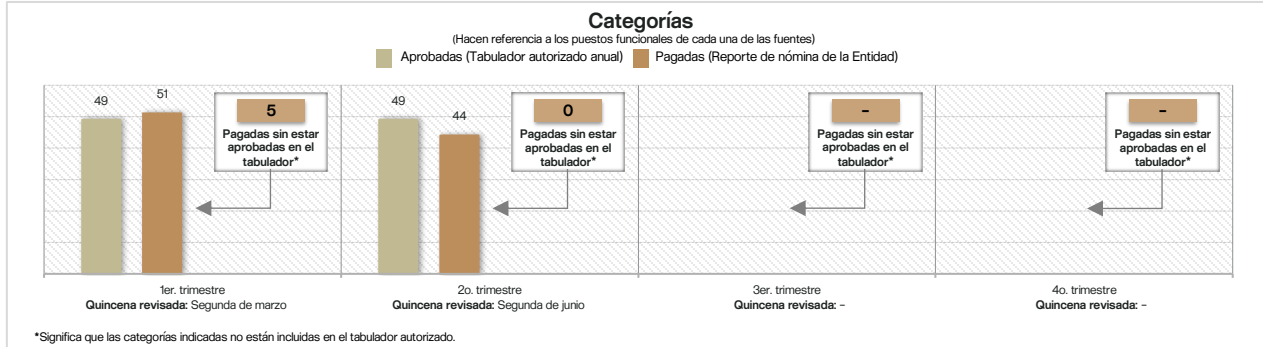 Categorías
(Hacen referencia a los puestos funcionales de cada una de las fuentes)
Aprobadas (Tabulador autorizado anual) Pagadas (Reporte de nómina de la Entidad)
49
51
5
Pagadas sin estar
aprobadas en el
tabulador*
49
44
0
Pagadas sin estar
aprobadas en el
tabulador*
-
Pagadas sin estar
aprobadas en el
tabulador*
-
Pagadas sin estar
aprobadas en el
tabulador*
1er. trimestre
Quincena revisada: Segunda de marzo
2o. trimestre
Quincena revisada: Segunda de junio
3er. trimestre
Quincena revisada: -
4o. trimestre
Quincena revisada: -
*Significa que las categorías indicadas no están incluidas en el tabulador autorizado.